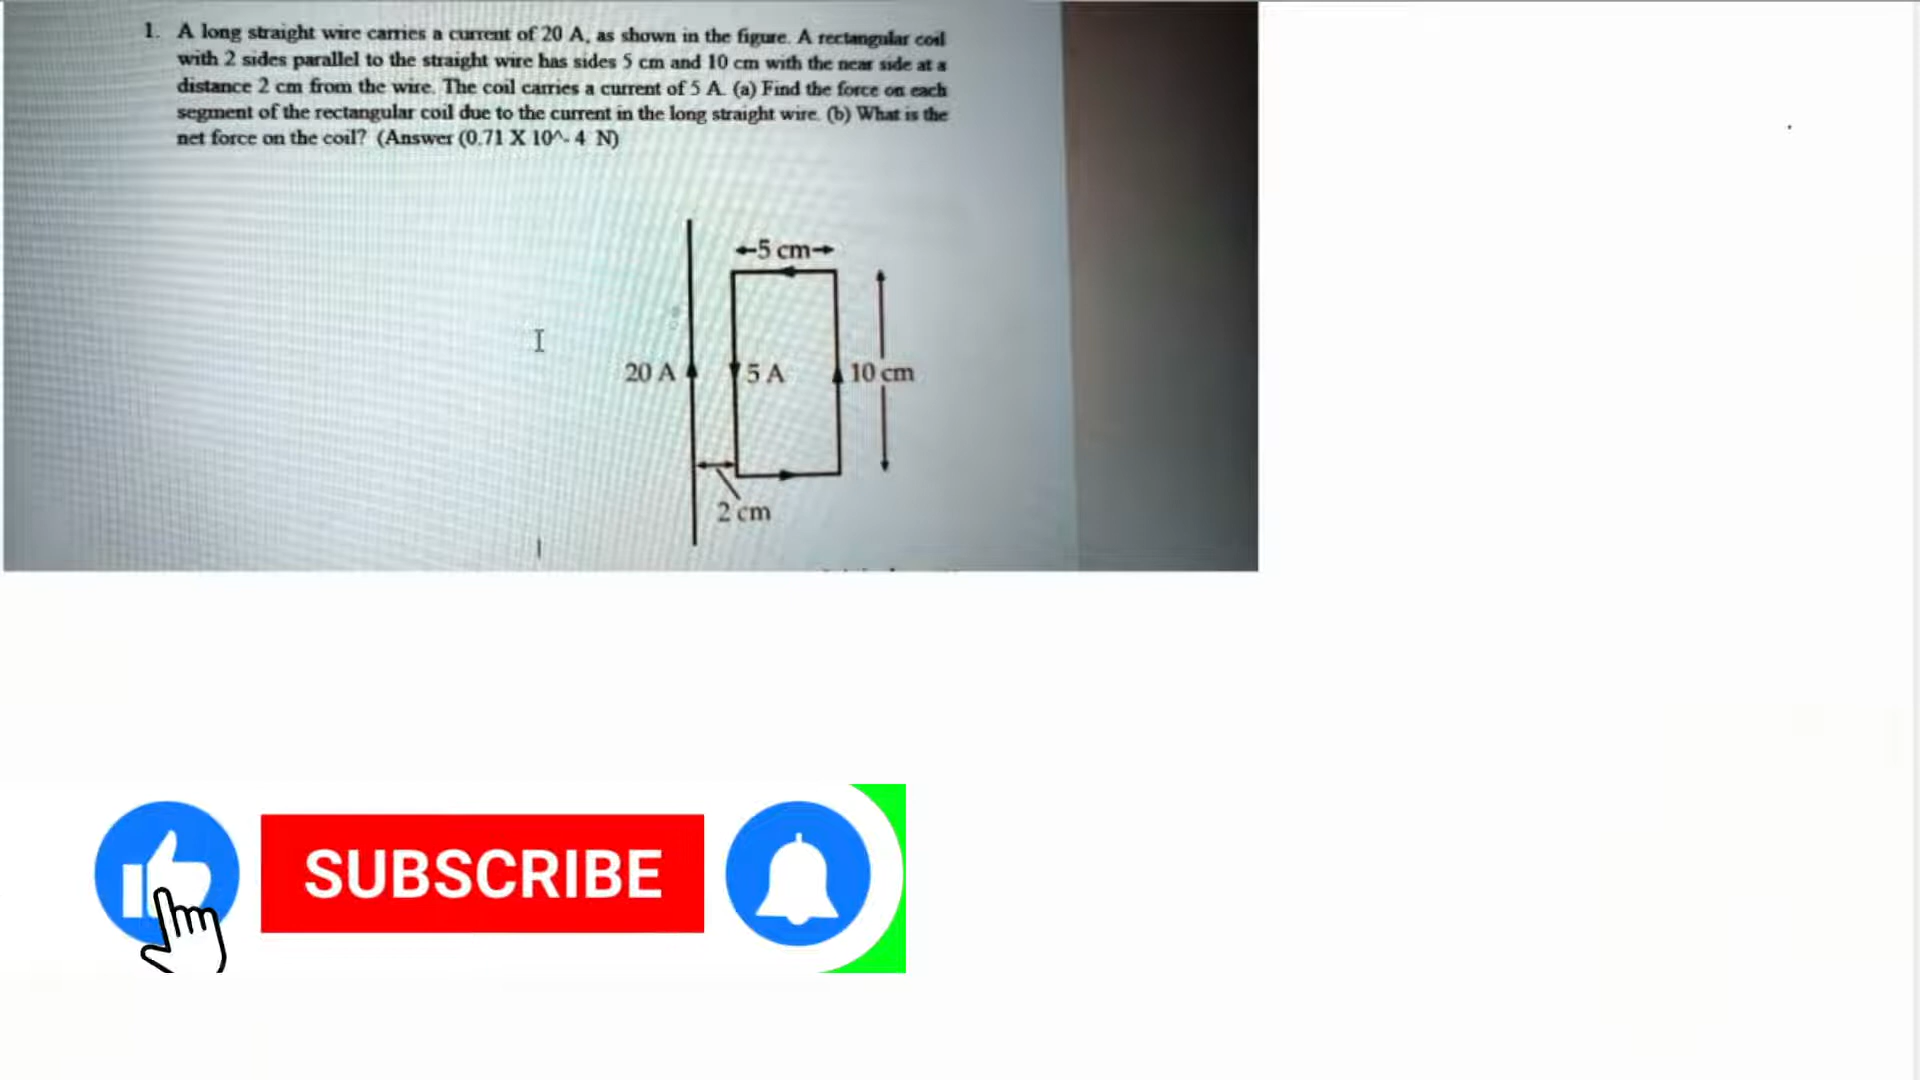 1. A long straight wire carries a current of 20 A, as shown in the figure. A rectangular coil
with 2 sides parallel to the straight wire has sides 5 cm and 10 cm with the near side at a
distance 2 cm from the wire. The coil carries a current of 5 A. (a) Find the force on each
segment of the rectangular coil due to the current in the long straight wire. (b) What is the
net force on the coil? (Answer (0.71 X 10^- 4 N)
5 cm
20 A
5 A
10 cm
2 cm
SUBSCRIBE